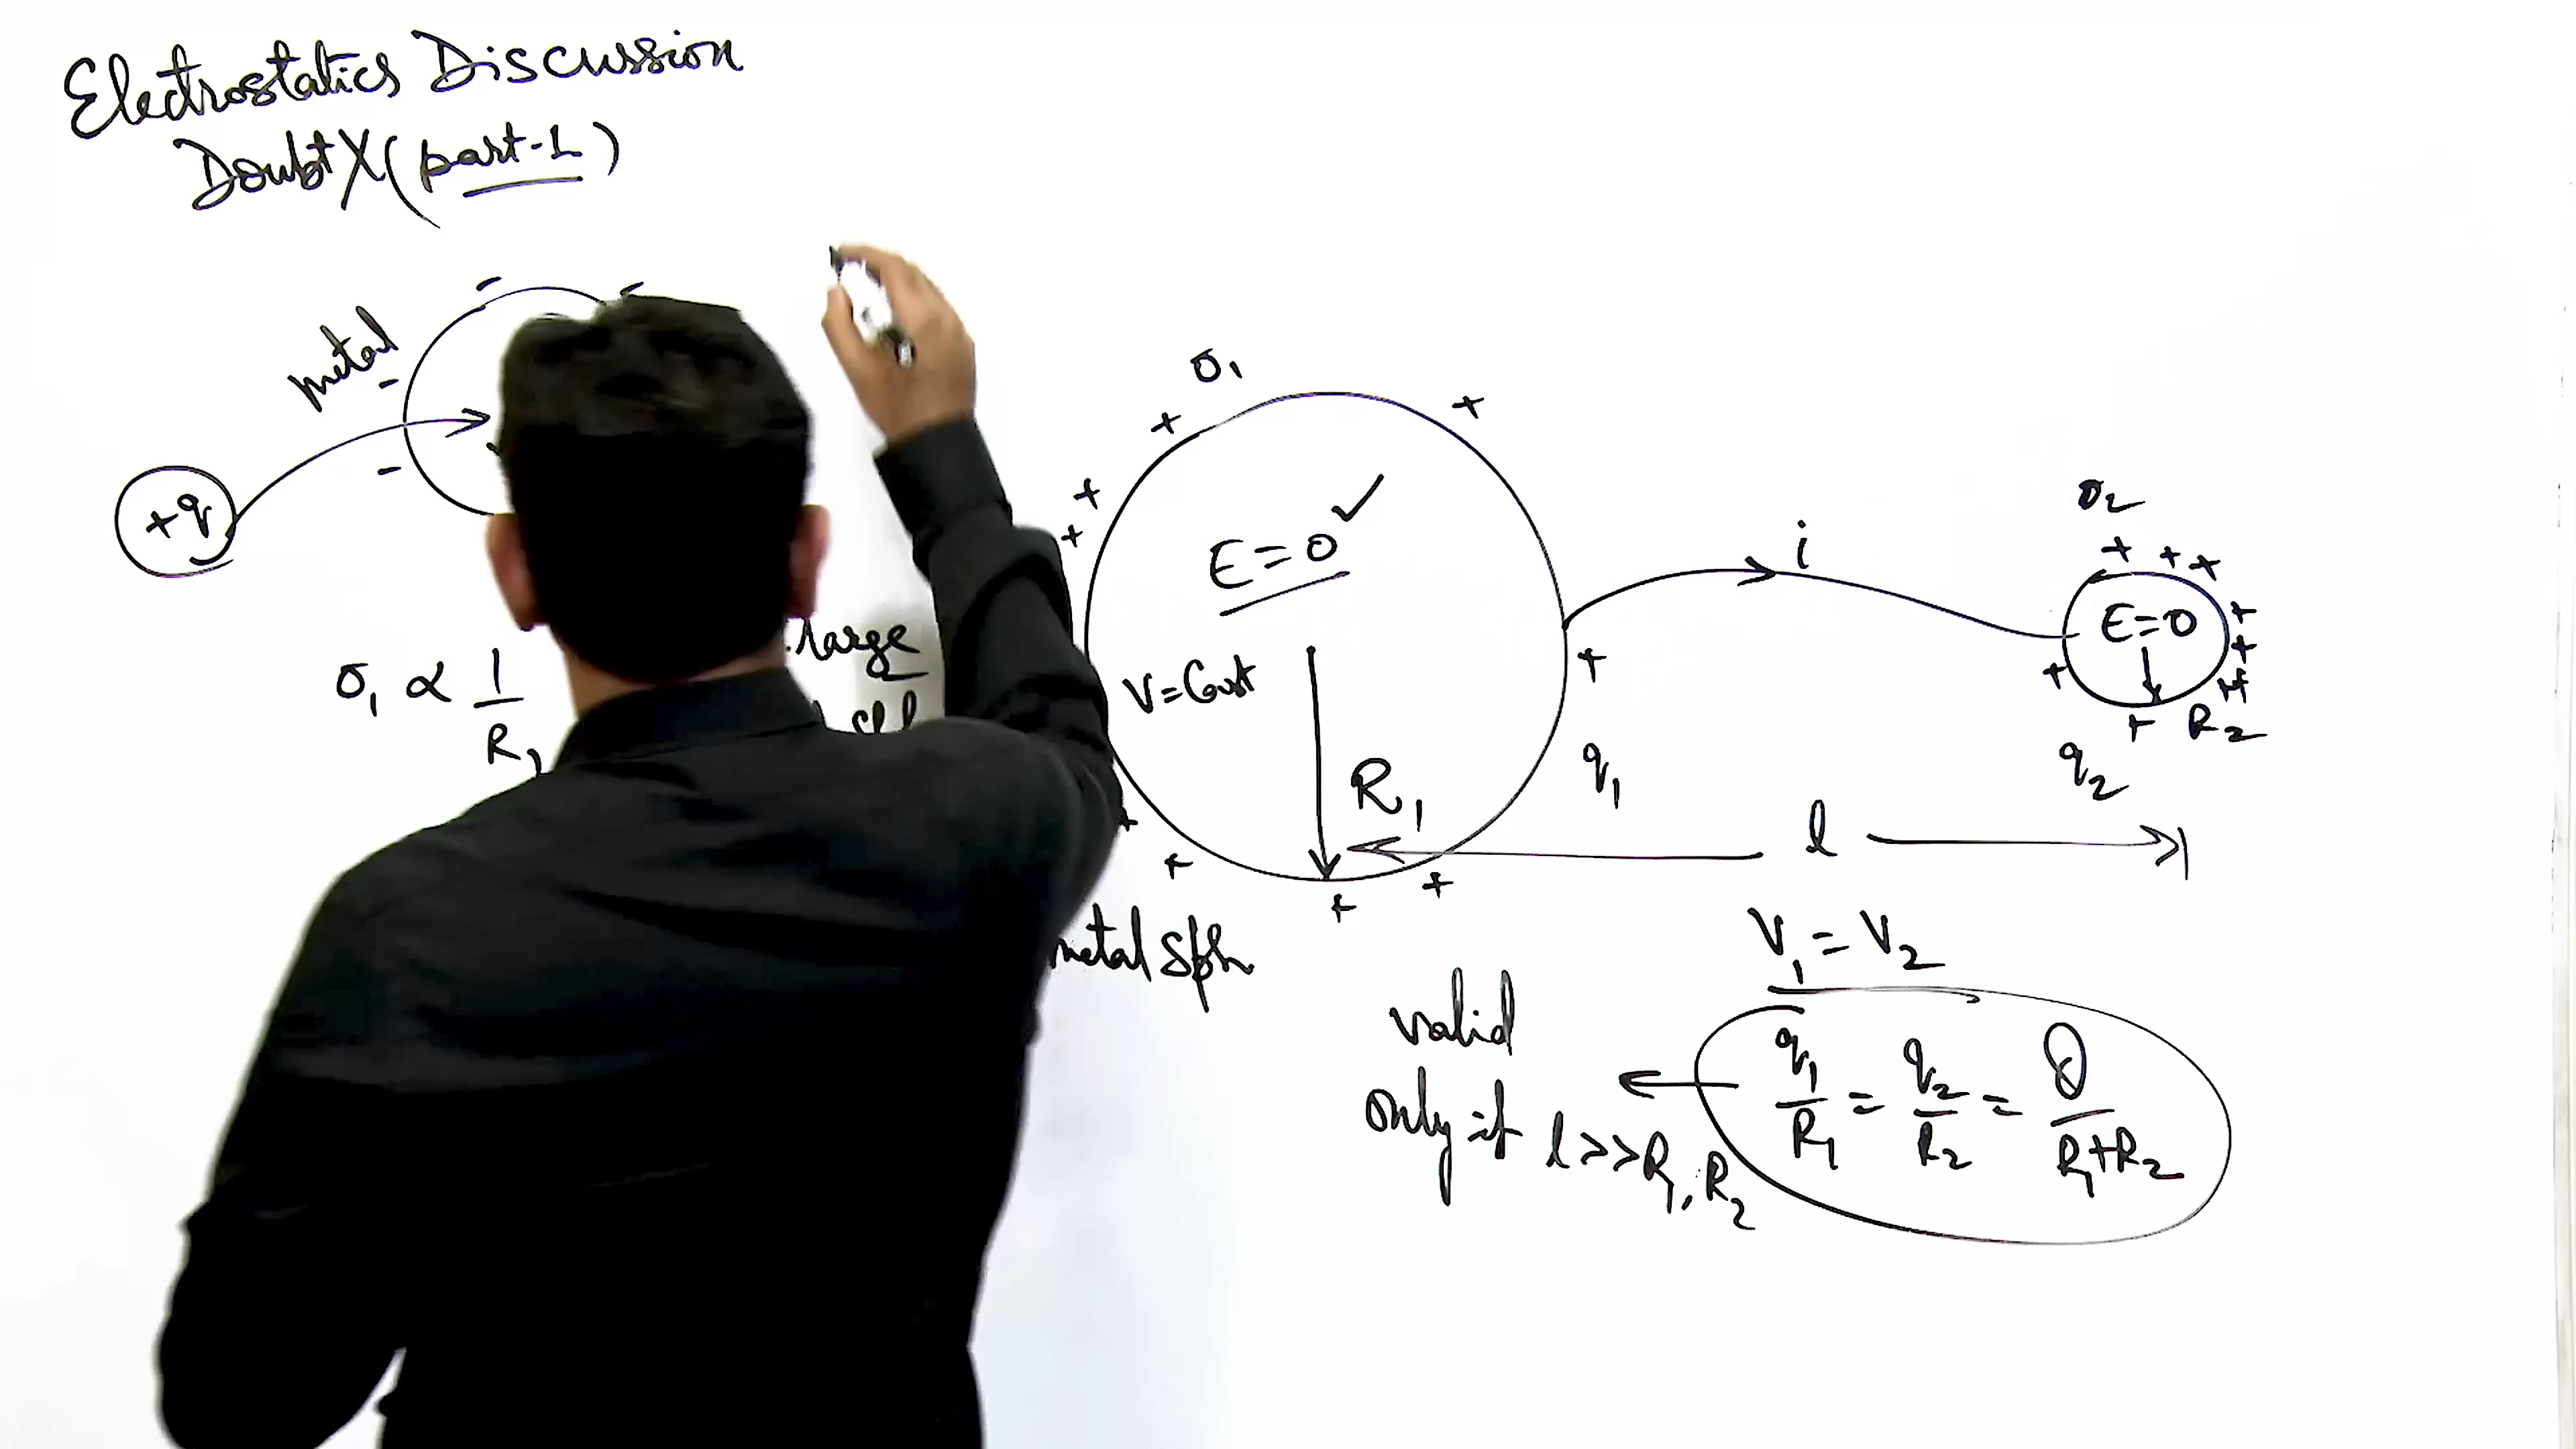 Electrostatics Discussion
Doubt X (part-1)
metal
+q
σ₁ ∝ 1/R₁
large
σ₁
E=0 ✓
V=Const
R₁
metal sph
i
σ₂
E=0
R₂
q₁
q₂
l
V₁ = V₂
q₁/R₁ = q₂/R₂ = Q/R₁+R₂
valid
only if l>>R₁, R₂